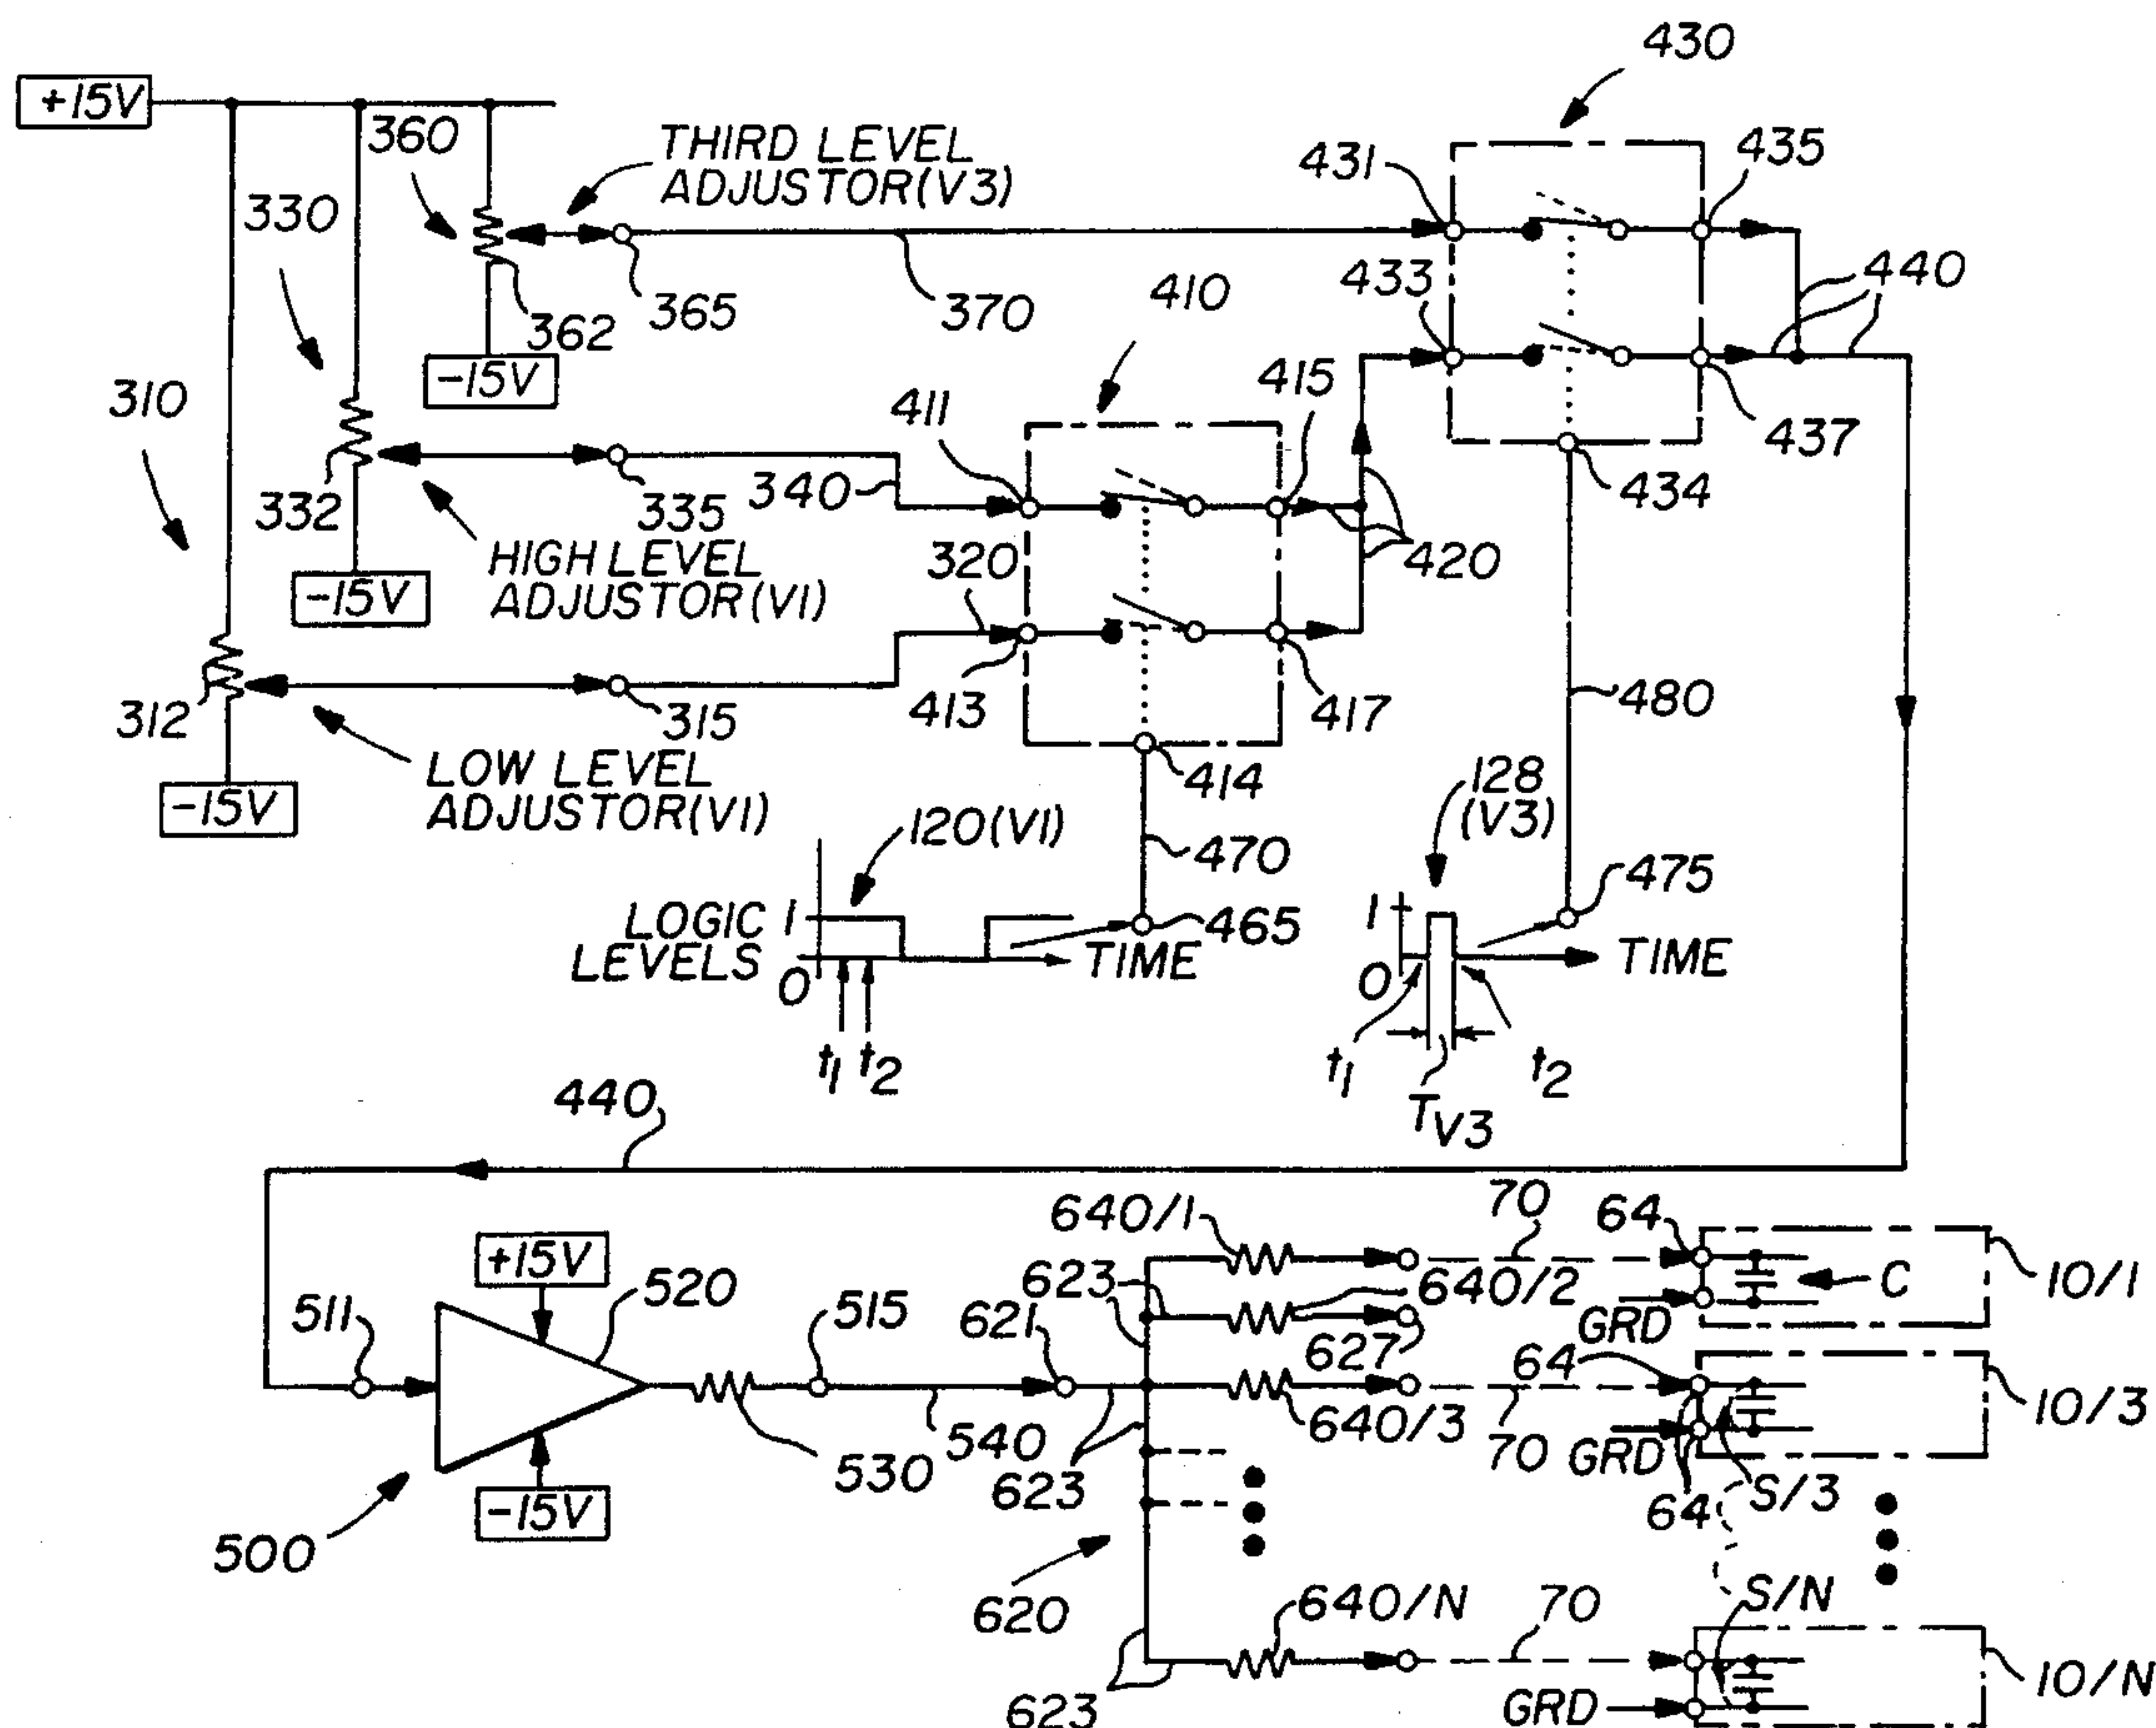 430
+15V
360
THIRD LEVEL
ADJUSTOR(V3)
431
435
330
433
440
410
365
370
362
-15V
310
411
415
437
434
332
335
340
HIGH LEVEL
ADJUSTOR(V1)
320
420
-15V
480
312
315
413
417
LOW LEVEL
ADJUSTOR(V1)
414
128
(V3)
-15V
120(V1)
470
475
LOGIC
LEVELS
1
0
465
TIME
1
0
TIME
t1 t2
t1
TV3
t2
440
640/1
70
64
+15V
623
640/2
C
10/1
511
520
515
621
627
GRD
64
10/3
530
540
623
640/3
70
GRD
64
S/3
-15V
500
620
640/N
70
S/N
10/N
623
GRD